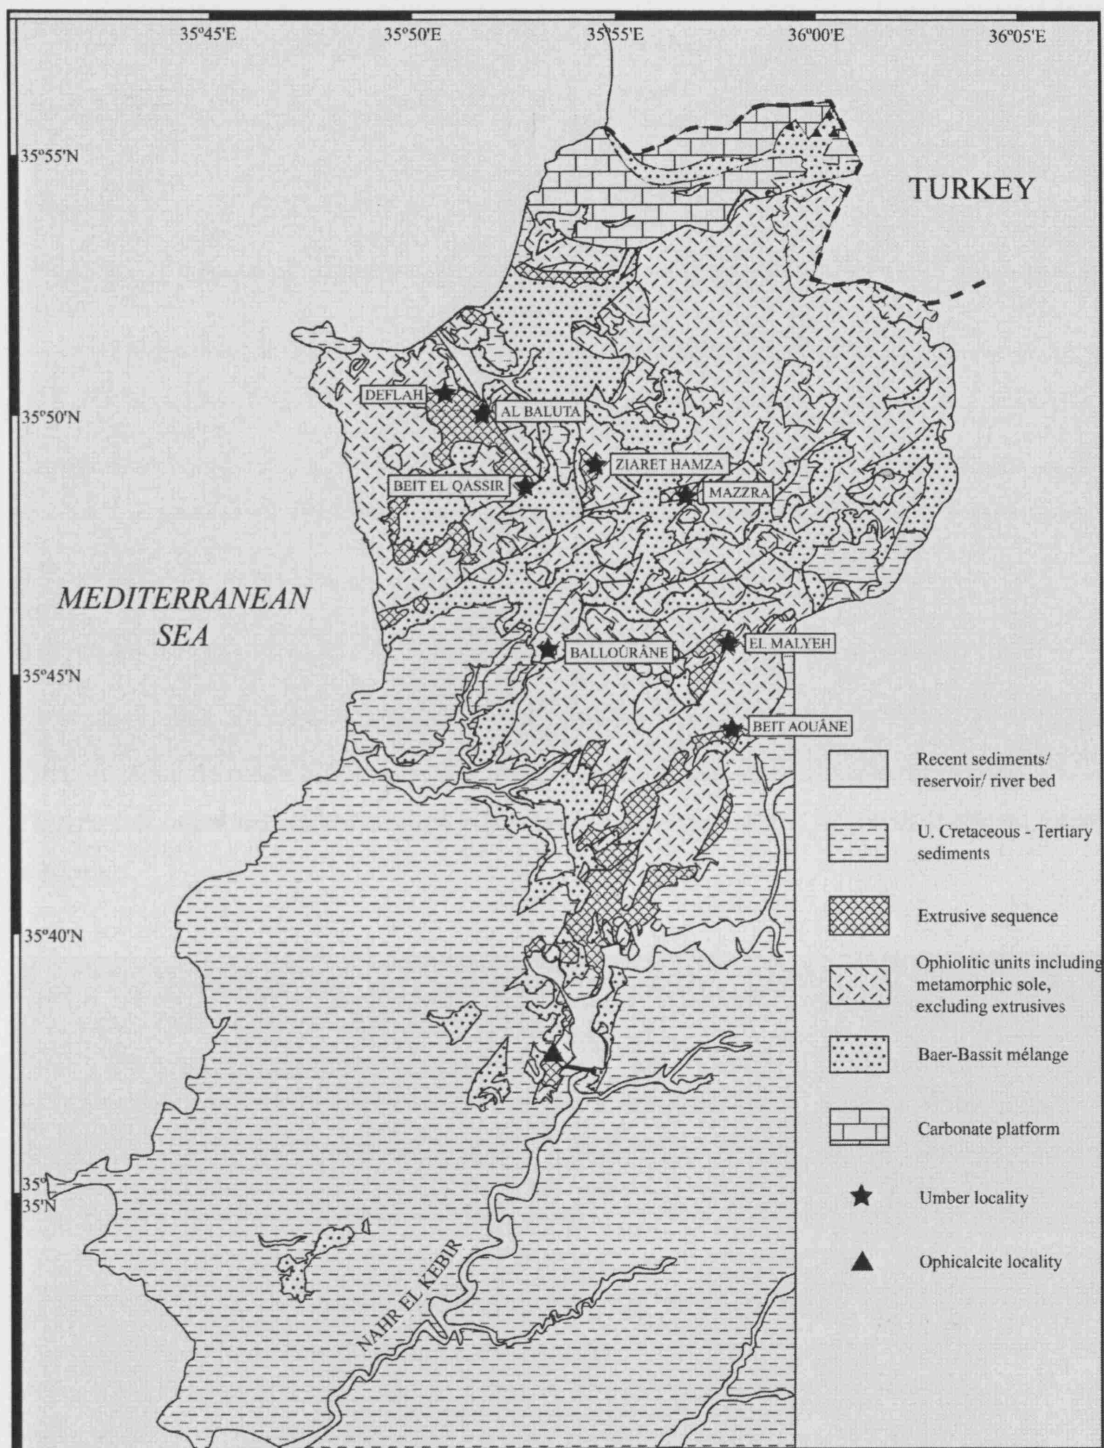 35°45'E
35°50'E
35°55'E
36°00'E
36°05'E
35°55'N
TURKEY
DEFLAH
35°50'N
AL BALUTA
ZIARET HAMZA
BEIT EL QASSIR
MAZZRA
MEDITERRANEAN
SEA
BALLOÛRÂNE
EL MALYEH
35°45'N
BEIT AOUÂNE
Recent sediments/
reservoir/ river bed
U. Cretaceous - Tertiary
sediments
35°40'N
Extrusive sequence
Ophiolitic units including
metamorphic sole,
excluding extrusives
Baer-Bassit mélange
Carbonate platform
35°
35'N
Umber locality
Ophicalcite locality
NAHR EL KEBIR